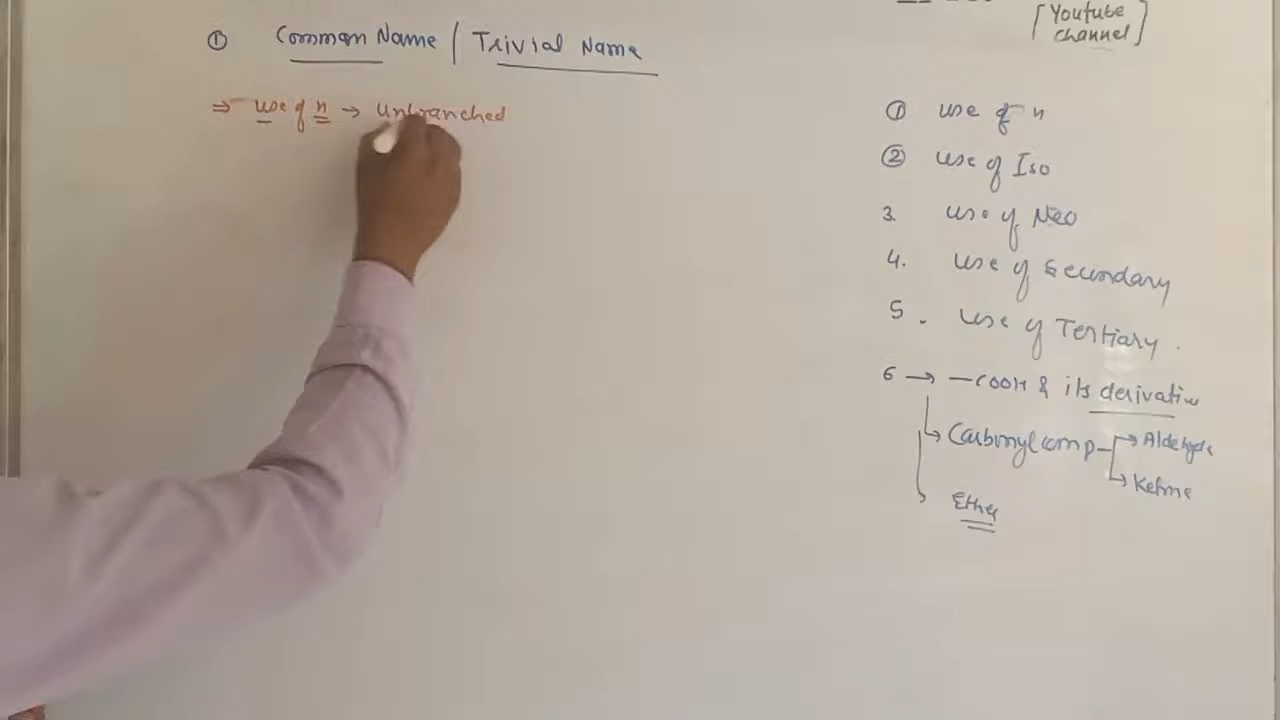 ① Common Name / Trivial Name
⇒ use of n → Unbranched
[Youtube
channel]
① use of n
② use of Iso
3. use of Neo
4. use of Secundary
5. use of Tertiary.
6 → -COOH & its derivative
↳ Carbonyl comp → Aldehyde
↳ Ketone
Ether